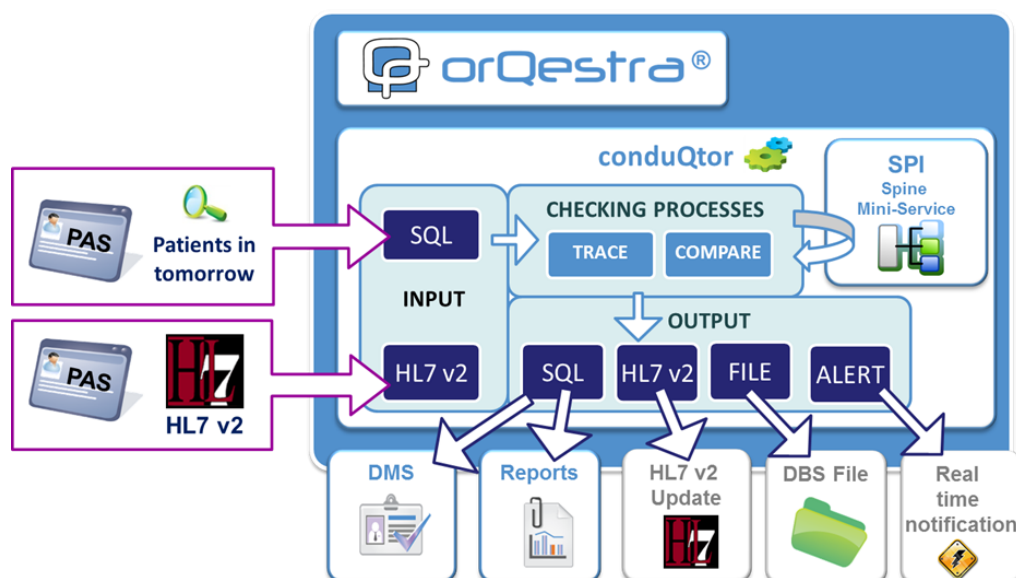 orQestra®
conduQtor
SPI
Spine
Mini-Service
PAS
Patients in
tomorrow
SQL
INPUT
HL7 v2
CHECKING PROCESSES
TRACE
COMPARE
OUTPUT
SQL
HL7 v2
FILE
ALERT
PAS
HL7
HL7 v2
DMS
Reports
HL7 v2
Update
HL7
DBS File
Real
time
notification